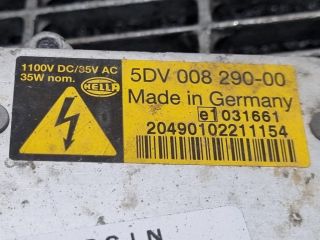 1100V DC/35V AC
35W nom.
HELLA
5DV 008 290-00
Made in Germany
e1 031661
20490102211154